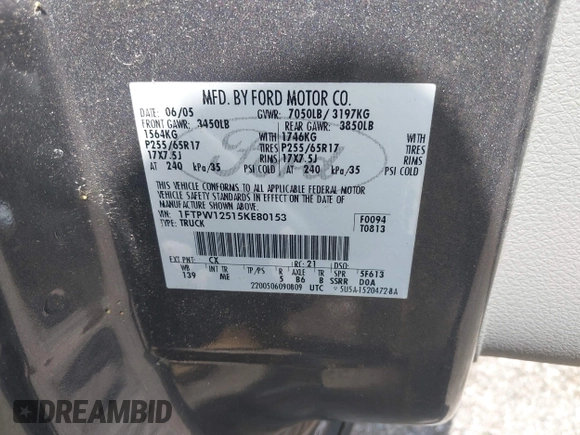 MFD. BY FORD MOTOR CO.
DATE: 06/05 GVWR: 7050LB/ 3197KG
FRONT GAWR: 3450LB REAR GAWR: 3850LB
1564KG WITH 1746KG WITH
P255/65R17 TIRES P255/65R17 TIRES
17X7.5J RIMS 17X7.5J RIMS
AT 240 kPa/35 PSI COLD AT 240 kPa/35 PSI COLD
THIS VEHICLE CONFORMS TO ALL APPLICABLE FEDERAL MOTOR
VEHICLE SAFETY STANDARDS IN EFFECT ON THE DATE OF
MANUFACTURE SHOWN ABOVE.
VIN: 1FTPW12515KE80153 F0094
TYPE: TRUCK T0813
EXT PNT: CX RC: 21 5F613
WB INT TR TP/PS R AXLE TR SPR DOA
139 ME 5 B6 B SSRR
2200506090809 UTC
Ford
DREAMBID